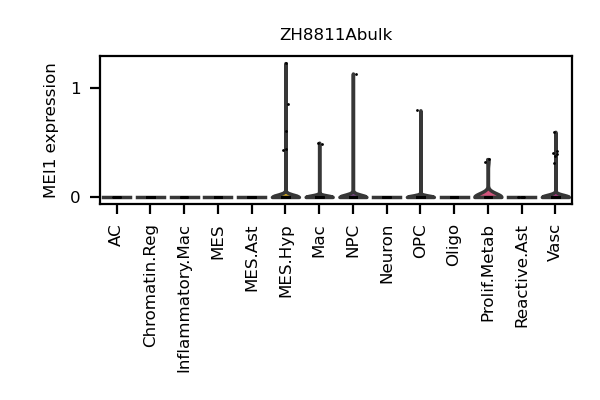 ZH8811Abulk
MEI1 expression
1
0
AC
Chromatin.Reg
Inflammatory.Mac
MES
MES.Ast
MES.Hyp
Mac
NPC
Neuron
OPC
Oligo
Prolif.Metab
Reactive.Ast
Vasc